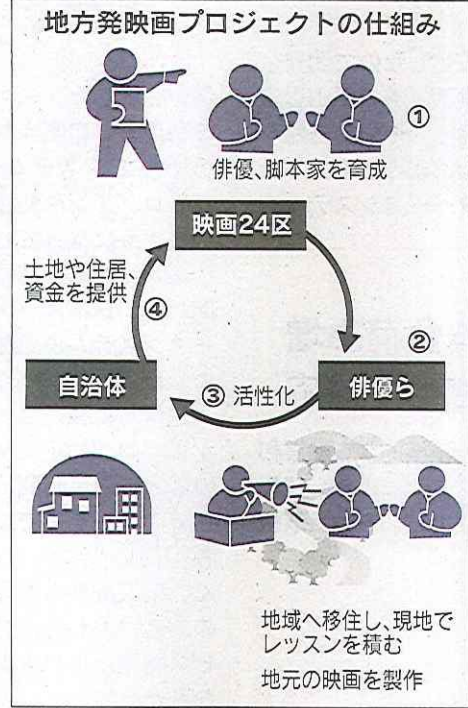 地方発映画プロジェクトの仕組み
①
俳優、脚本家を育成
映画24区
土地や住居、
資金を提供
④
②
自治体
③ 活性化
俳優ら
地域へ移住し、現地で
レッスンを積む
地元の映画を製作